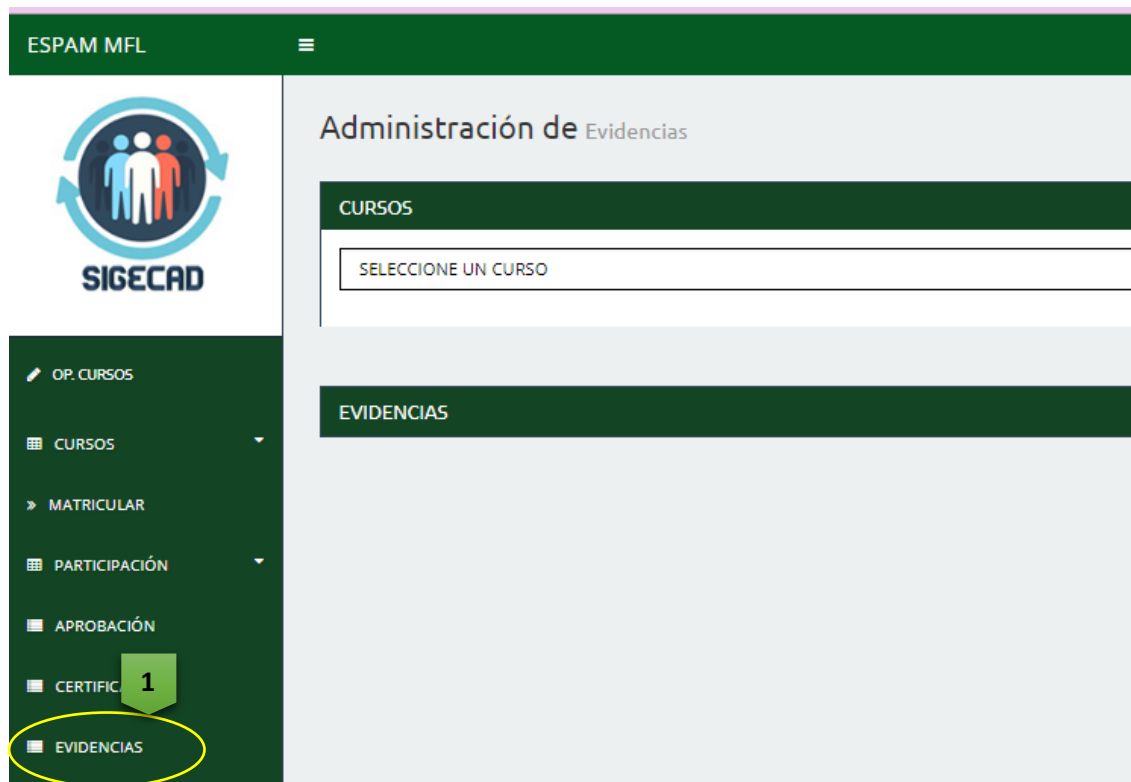 ESPAM MFL
SIGECAD
OP. CURSOS
CURSOS
MATRICULAR
PARTICIPACIÓN
APROBACIÓN
1
EVIDENCIAS
Administración de Evidencias
CURSOS
SELECCIONE UN CURSO
EVIDENCIAS